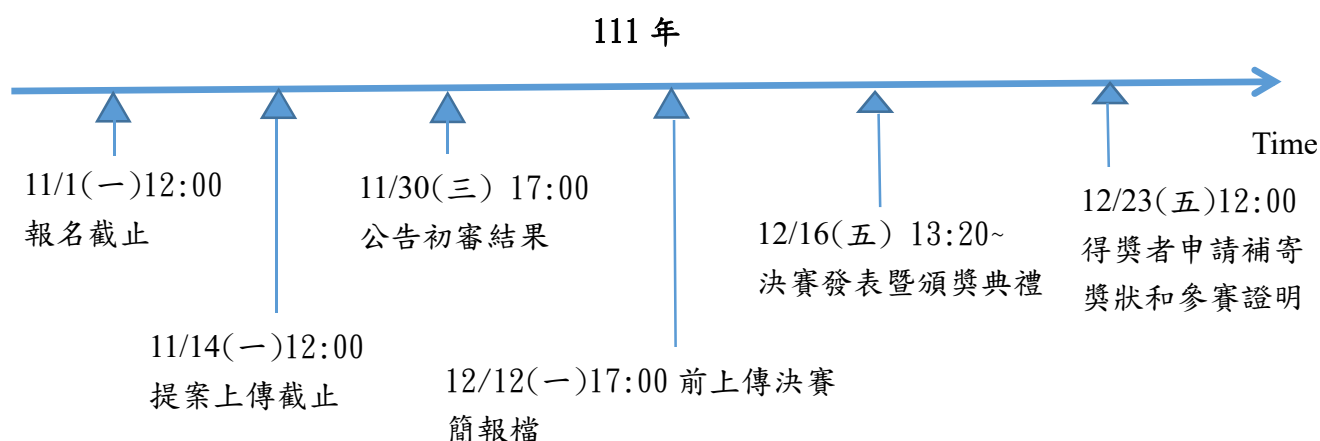 111 年
Time
11/1(一)12:00
報名截止
11/14(一)12:00
提案上傳截止
11/30(三) 17:00
公告初審結果
12/12(一)17:00 前上傳決賽
簡報檔
12/16(五) 13:20~
決賽發表暨頒獎典禮
12/23(五)12:00
得獎者申請補寄
獎狀和參賽證明